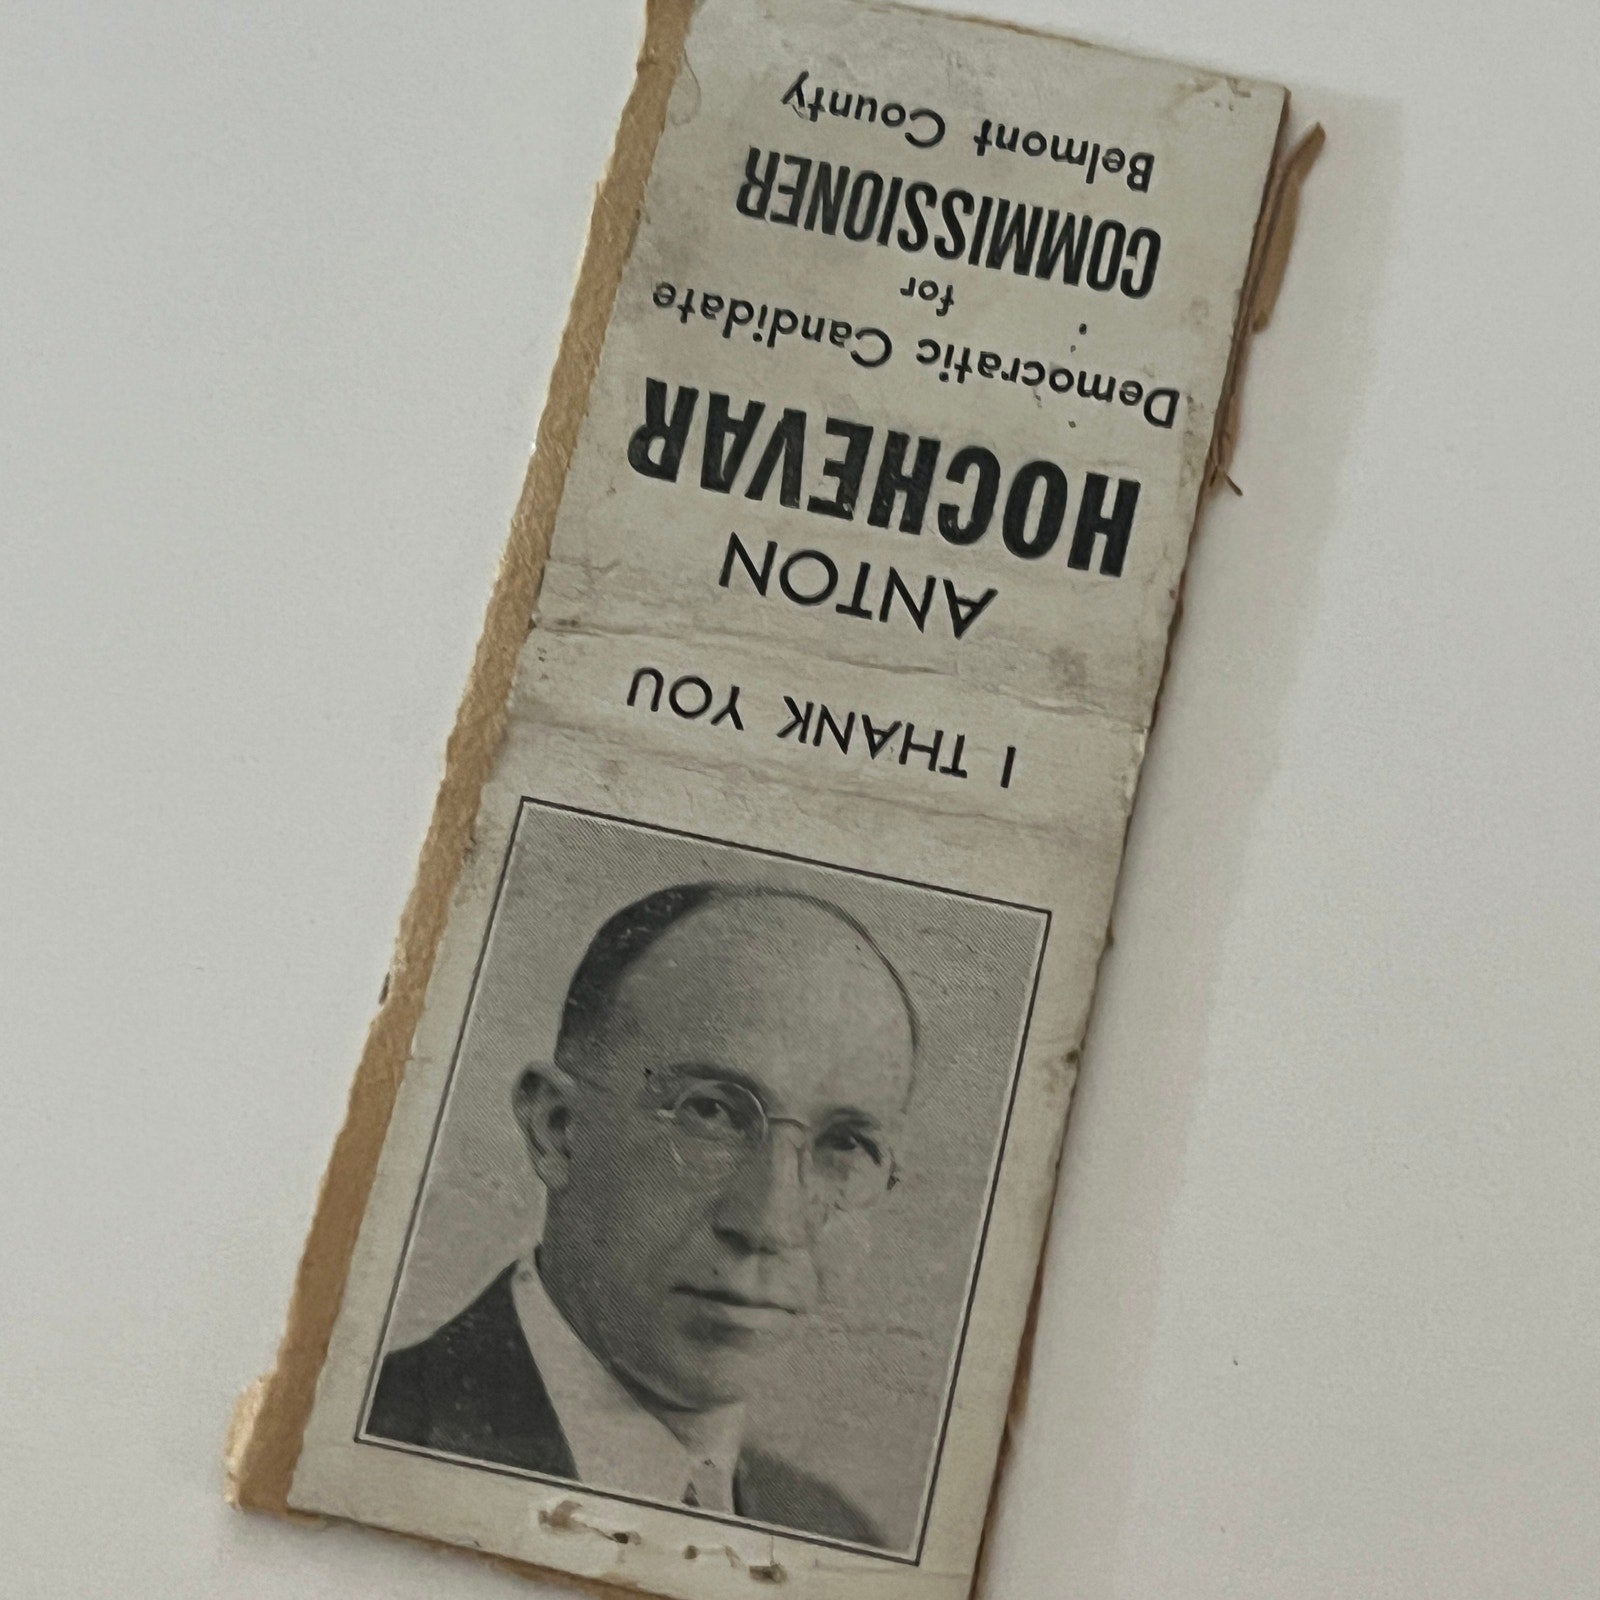 I THANK YOU
ANTON
HOCHEVAR
Democratic Candidate
for
COMMISSIONER
Belmont County